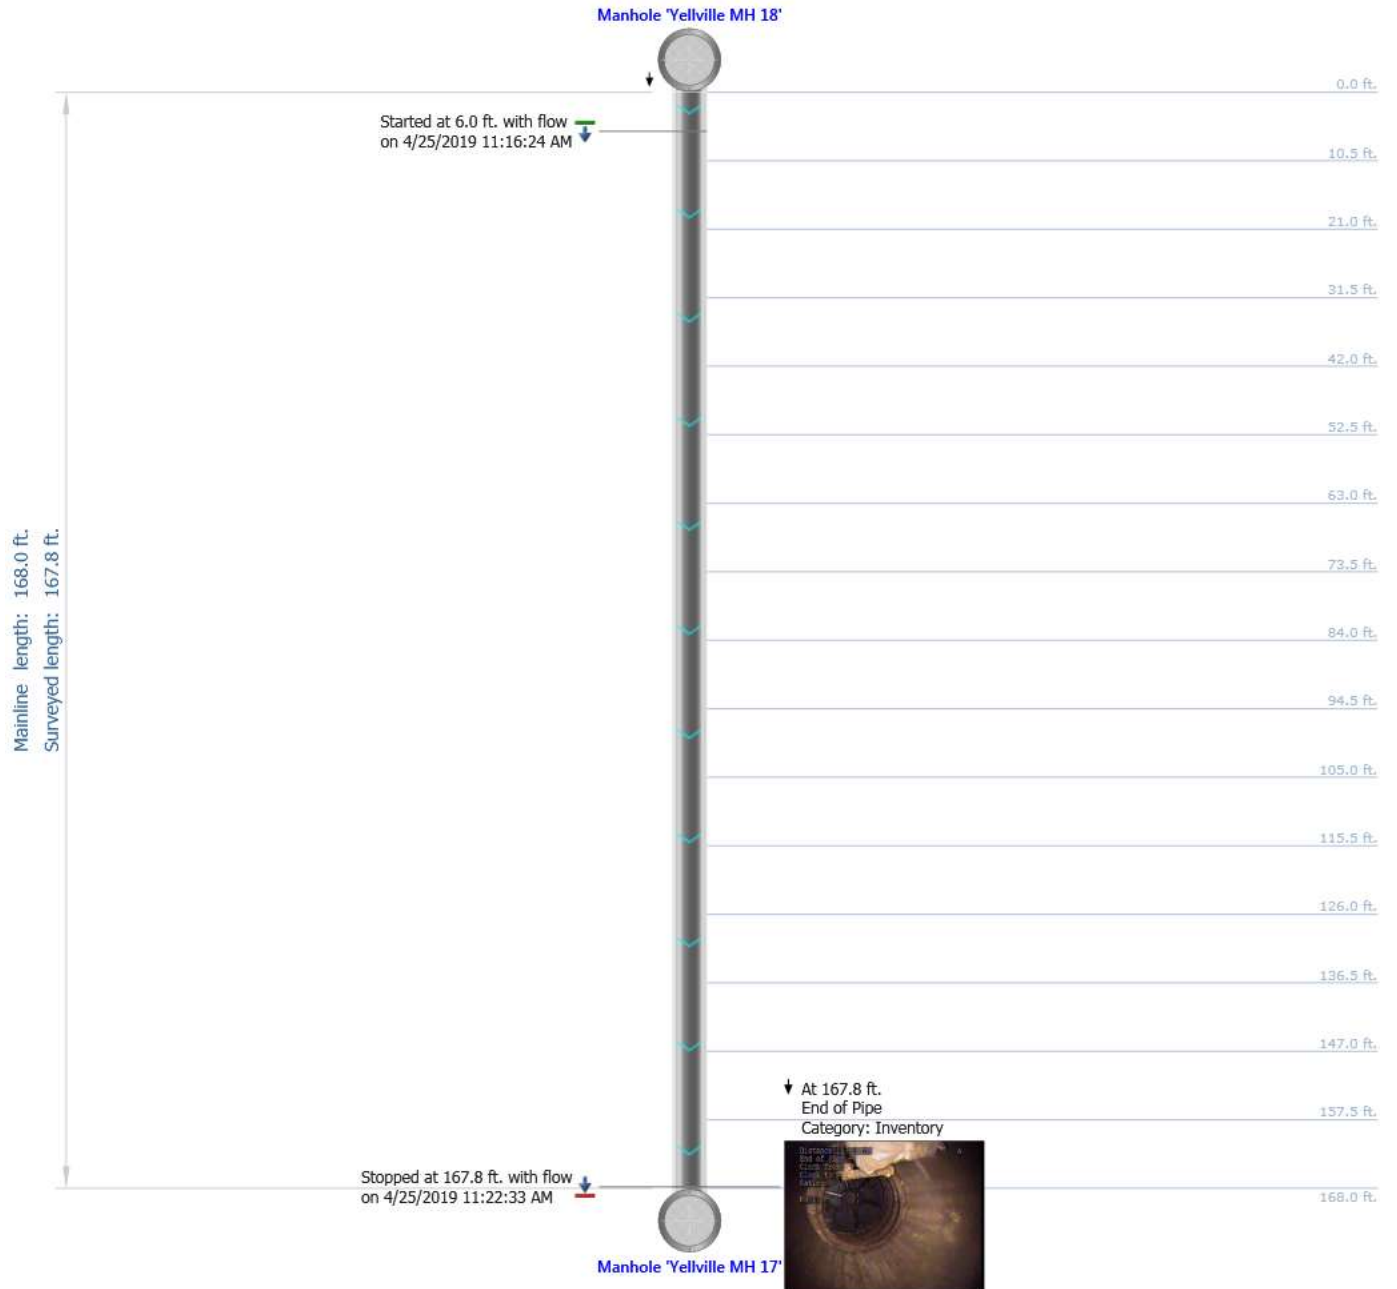 Manhole 'Yellville MH 18'
0.0 ft.
Started at 6.0 ft. with flow
on 4/25/2019 11:16:24 AM
10.5 ft.
21.0 ft.
31.5 ft.
42.0 ft.
52.5 ft.
63.0 ft.
73.5 ft.
84.0 ft.
94.5 ft.
105.0 ft.
115.5 ft.
126.0 ft.
136.5 ft.
147.0 ft.
157.5 ft.
168.0 ft.
Mainline length: 168.0 ft.
Surveyed length: 167.8 ft.
At 167.8 ft.
End of Pipe
Category: Inventory
Stopped at 167.8 ft. with flow
on 4/25/2019 11:22:33 AM
Manhole 'Yellville MH 17'